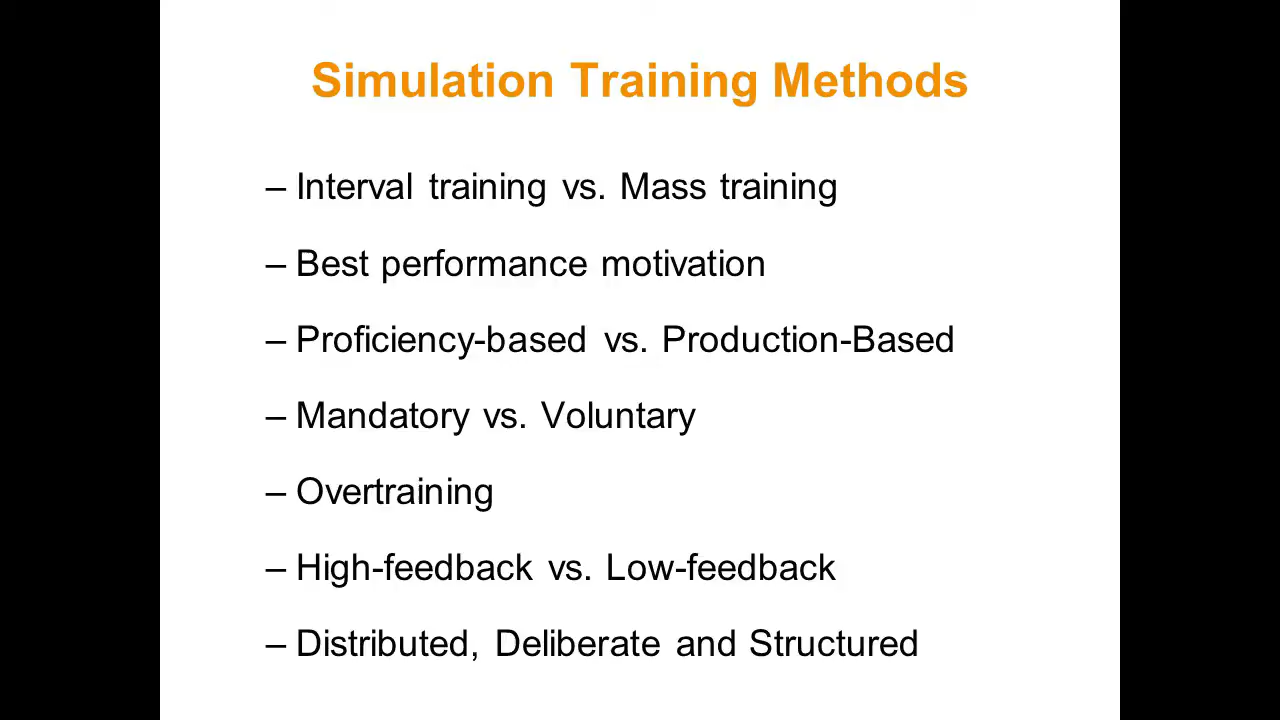 Simulation Training Methods
– Interval training vs. Mass training
– Best performance motivation
– Proficiency-based vs. Production-Based
– Mandatory vs. Voluntary
– Overtraining
– High-feedback vs. Low-feedback
– Distributed, Deliberate and Structured